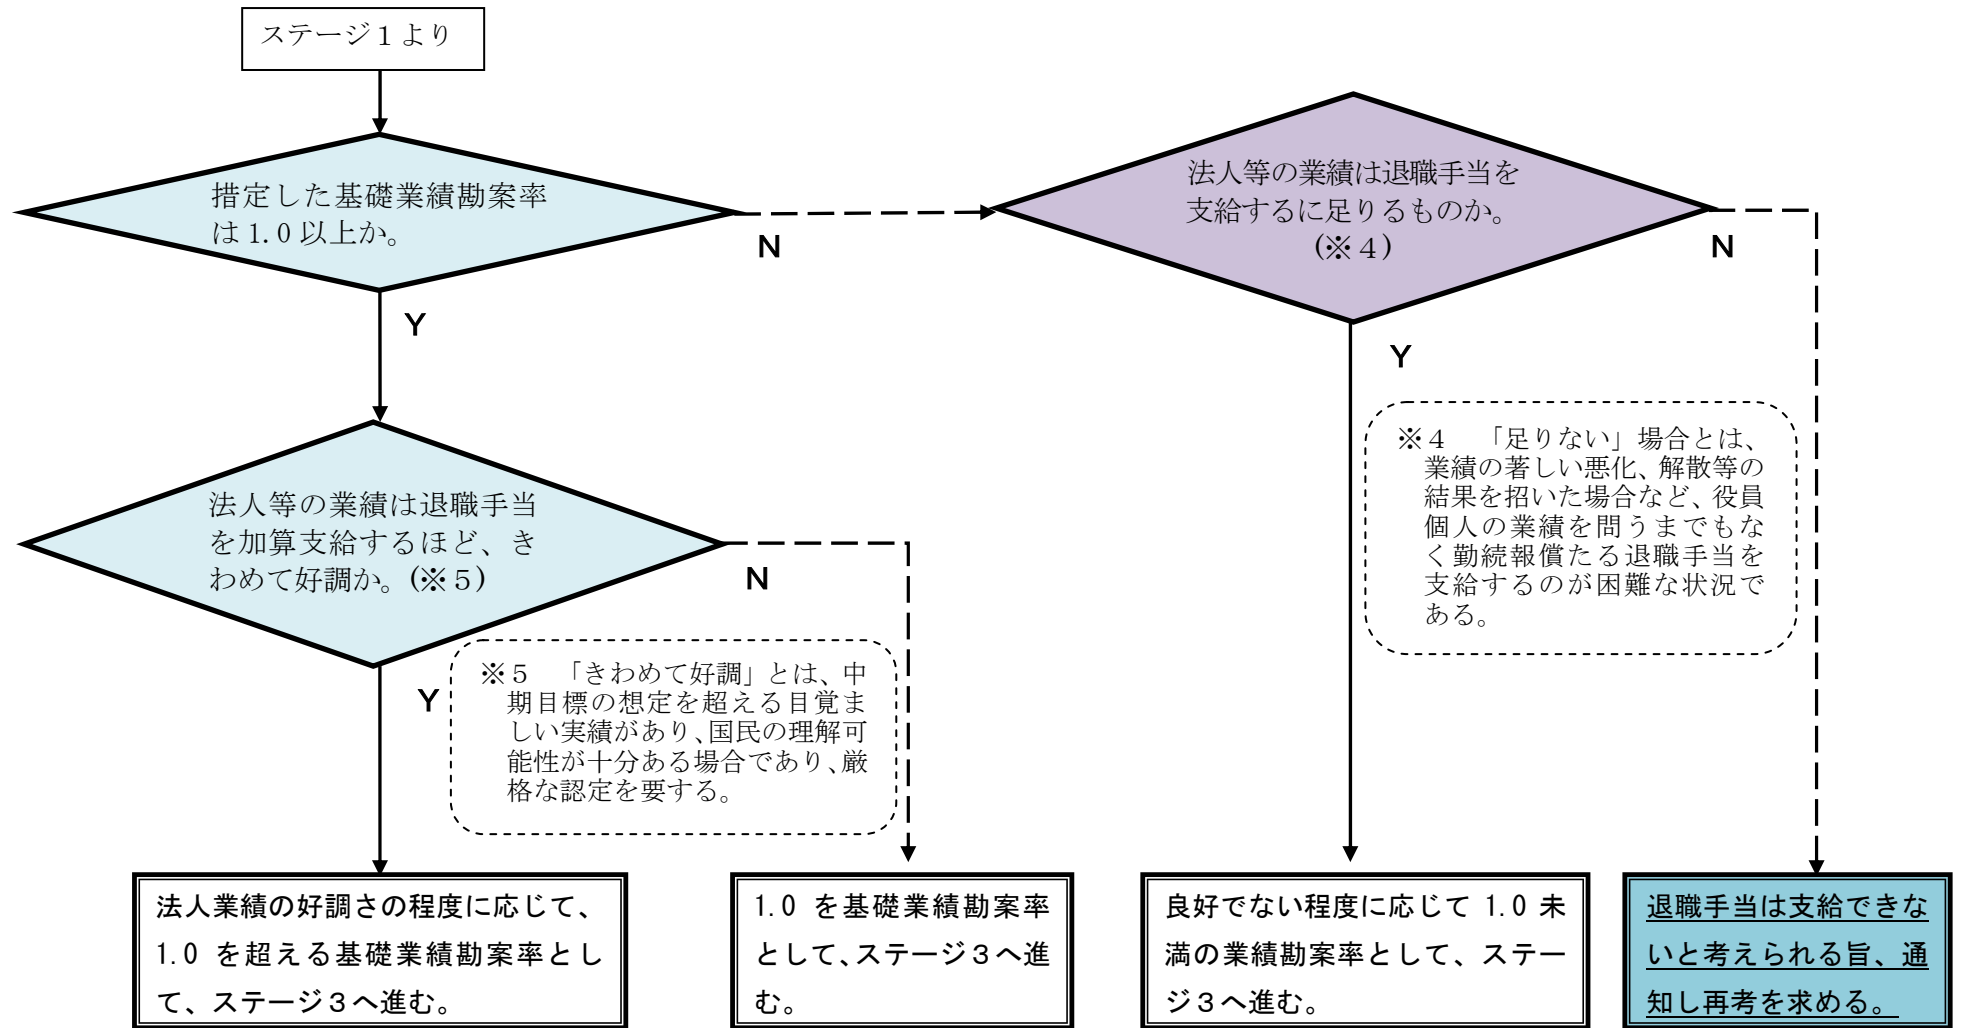 ステージ１より
措定した基礎業績勘案率
は 1.0 以上か。
N
Y
法人等の業績は退職手当を
支給するに足りるものか。
(※４)
N
Y
※４　「足りない」場合とは、
業績の著しい悪化、解散等の
結果を招いた場合など、役員
個人の業績を問うまでもな
く勤続報償たる退職手当を
支給するのが困難な状況で
ある。
法人等の業績は退職手当
を加算支給するほど、き
わめて好調か。(※５)
N
Y
※５　「きわめて好調」とは、中
期目標の想定を超える目覚ま
しい実績があり、国民の理解可
能性が十分ある場合であり、厳
格な認定を要する。
法人業績の好調さの程度に応じて、
1.0 を超える基礎業績勘案率とし
て、ステージ３へ進む。
1.0 を基礎業績勘案率
として、ステージ３へ進
む。
良好でない程度に応じて 1.0 未
満の業績勘案率として、ステー
ジ３へ進む。
退職手当は支給できな
いと考えられる旨、通
知し再考を求める。